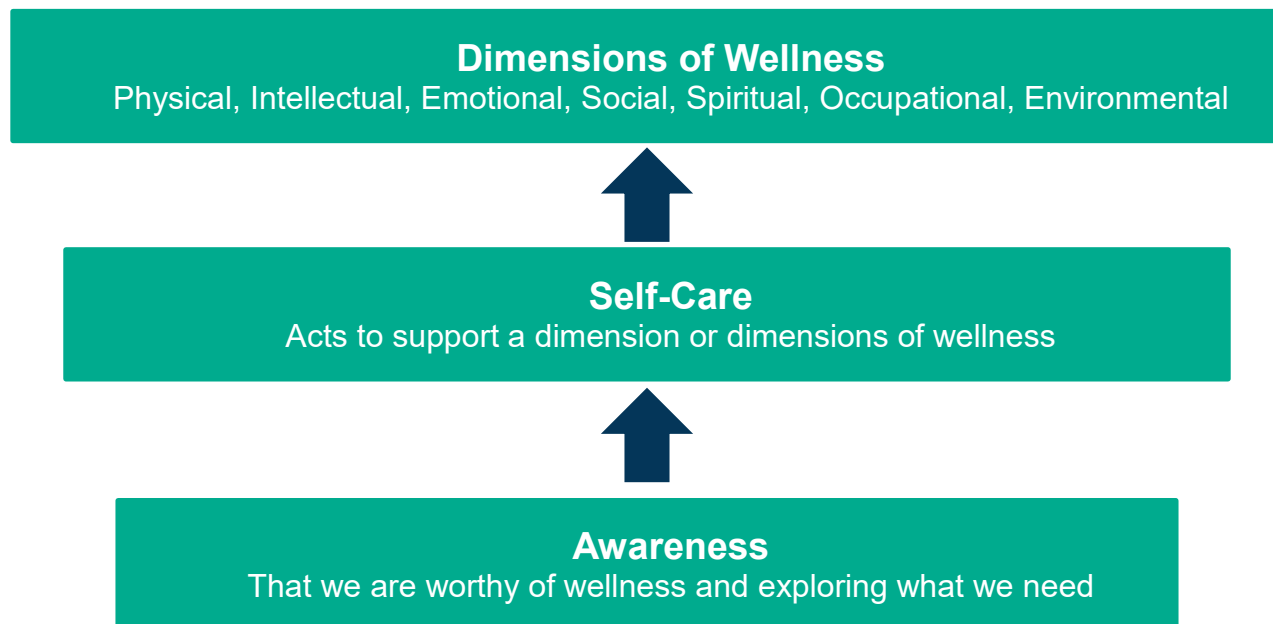 Dimensions of Wellness
Physical, Intellectual, Emotional, Social, Spiritual, Occupational, Environmental
Self-Care
Acts to support a dimension or dimensions of wellness
Awareness
That we are worthy of wellness and exploring what we need